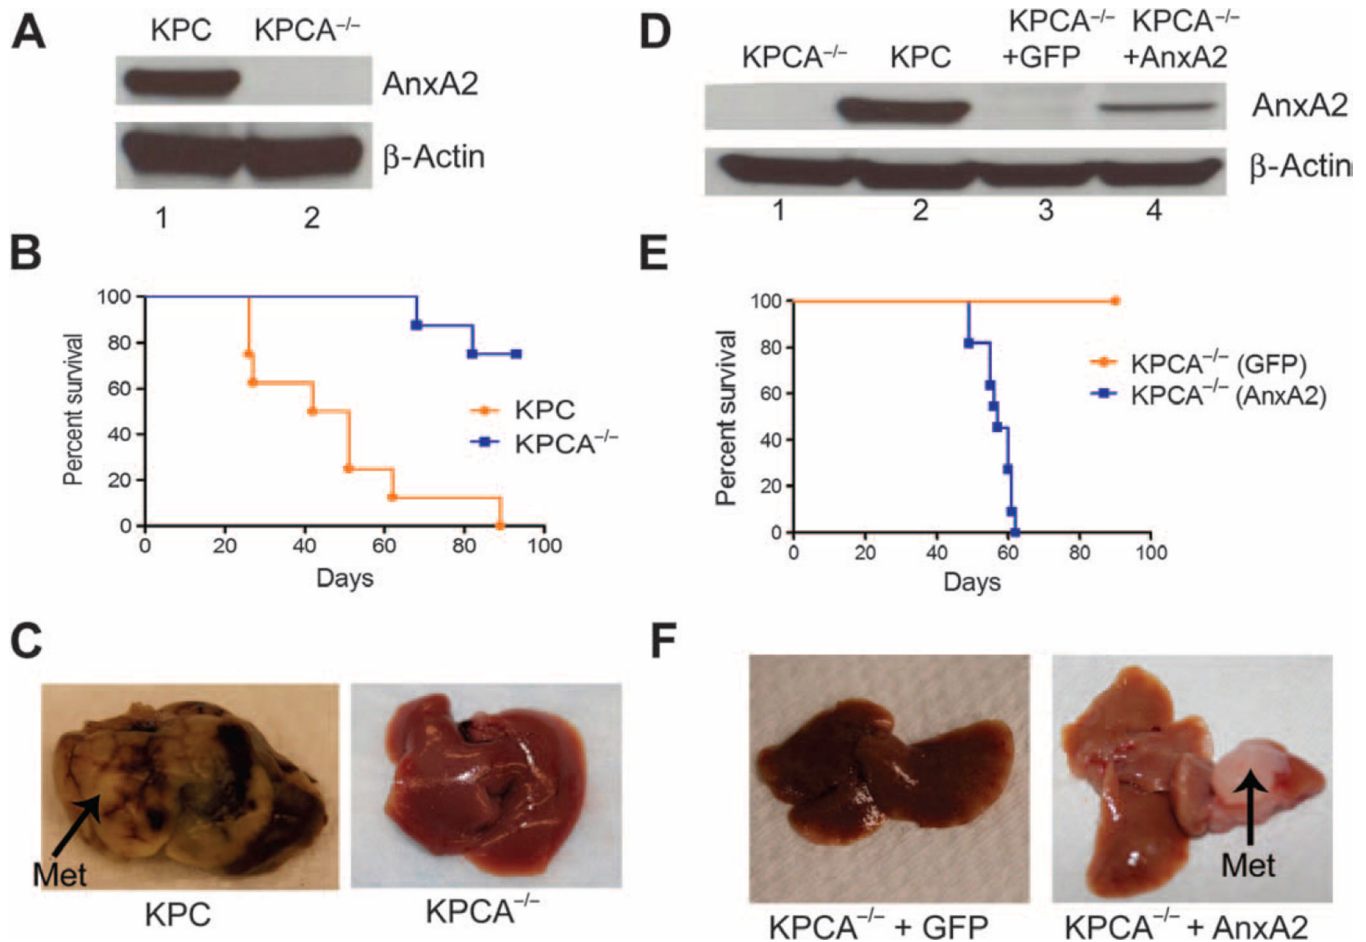 A
KPC KPCA⁻/⁻
AnxA2
β-Actin
1 2
D
KPCA⁻/⁻ KPC KPCA⁻/⁻ +GFP KPCA⁻/⁻ +AnxA2
AnxA2
β-Actin
1 2 3 4
B
Percent survival
100
80
60
40
20
0
0 20 40 60 80 100
Days
KPC
KPCA⁻/⁻
E
Percent survival
100
80
60
40
20
0
0 20 40 60 80 100
Days
KPCA⁻/⁻ (GFP)
KPCA⁻/⁻ (AnxA2)
C
Met
KPC KPCA⁻/⁻
F
Met
KPCA⁻/⁻ + GFP KPCA⁻/⁻ + AnxA2